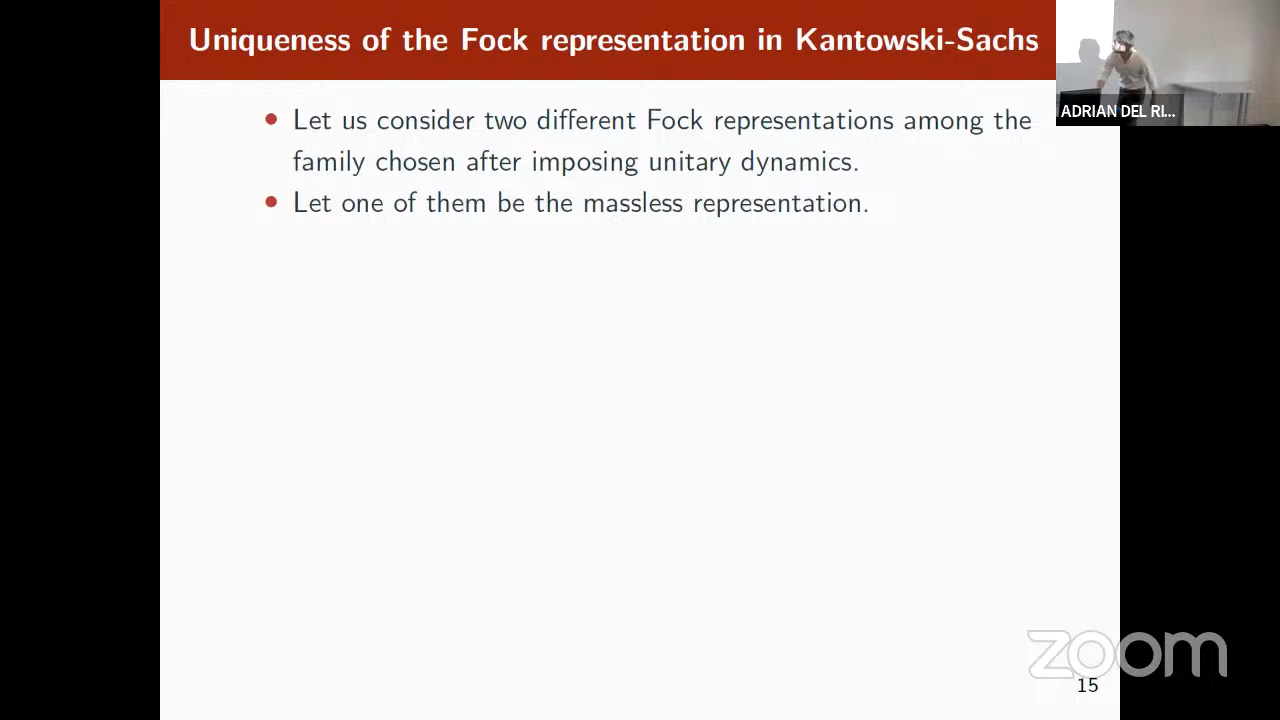 Uniqueness of the Fock representation in Kantowski-Sachs
ADRIAN DEL RI...
• Let us consider two different Fock representations among the
family chosen after imposing unitary dynamics.
• Let one of them be the massless representation.
zoom
15